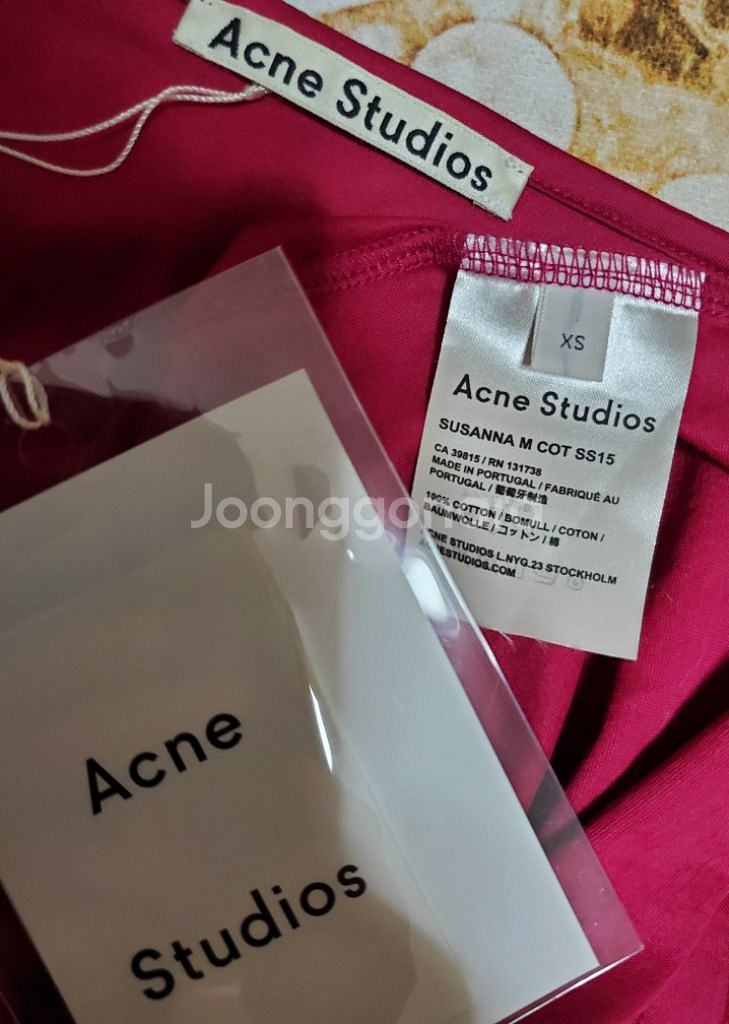 Acne Studios
XS
Acne Studios
SUSANNA M COT SS15
CA 39815 / RN 131738
MADE IN PORTUGAL / FABRIQUÉ AU
PORTUGAL / 葡萄牙制造
100% COTTON / BOMULL / COTON /
BAUMWOLLE / コットン / 棉
ACNE STUDIOS L.NYG.23 STOCKHOLM
ACNESTUDIOS.COM
Joonggonara
Acne
Studios